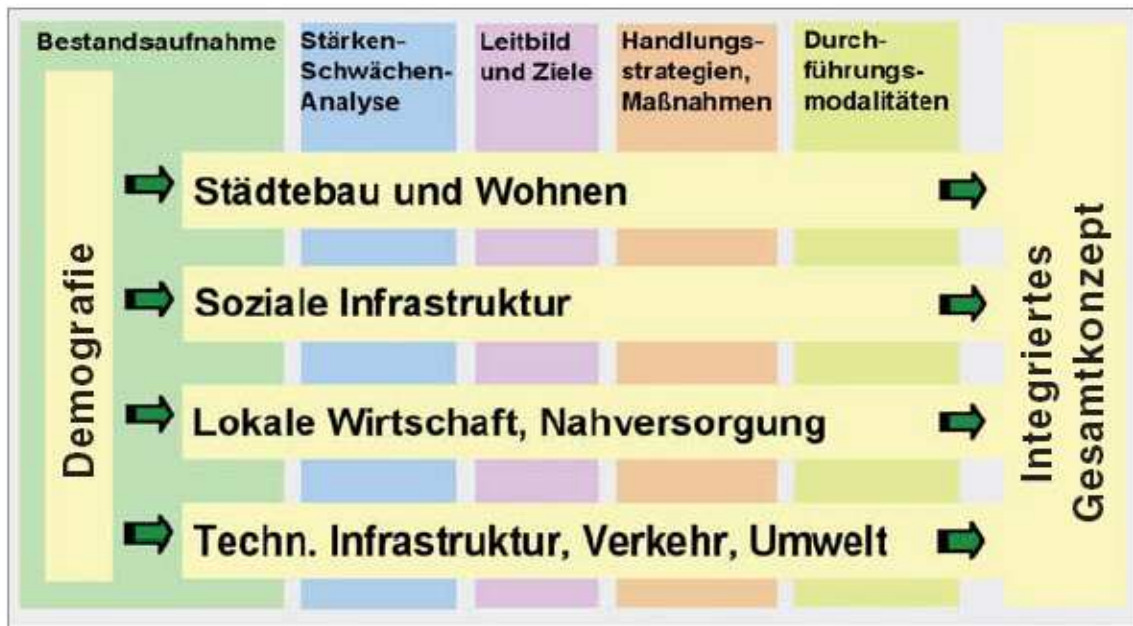 Bestandsaufnahme
Stärken-
Schwächen-
Analyse
Leitbild
und Ziele
Handlungs-
strategien,
Maßnahmen
Durch-
führungs-
modalitäten
Demografie
Städtebau und Wohnen
Soziale Infrastruktur
Lokale Wirtschaft, Nahversorgung
Techn. Infrastruktur, Verkehr, Umwelt
Integriertes
Gesamtkonzept